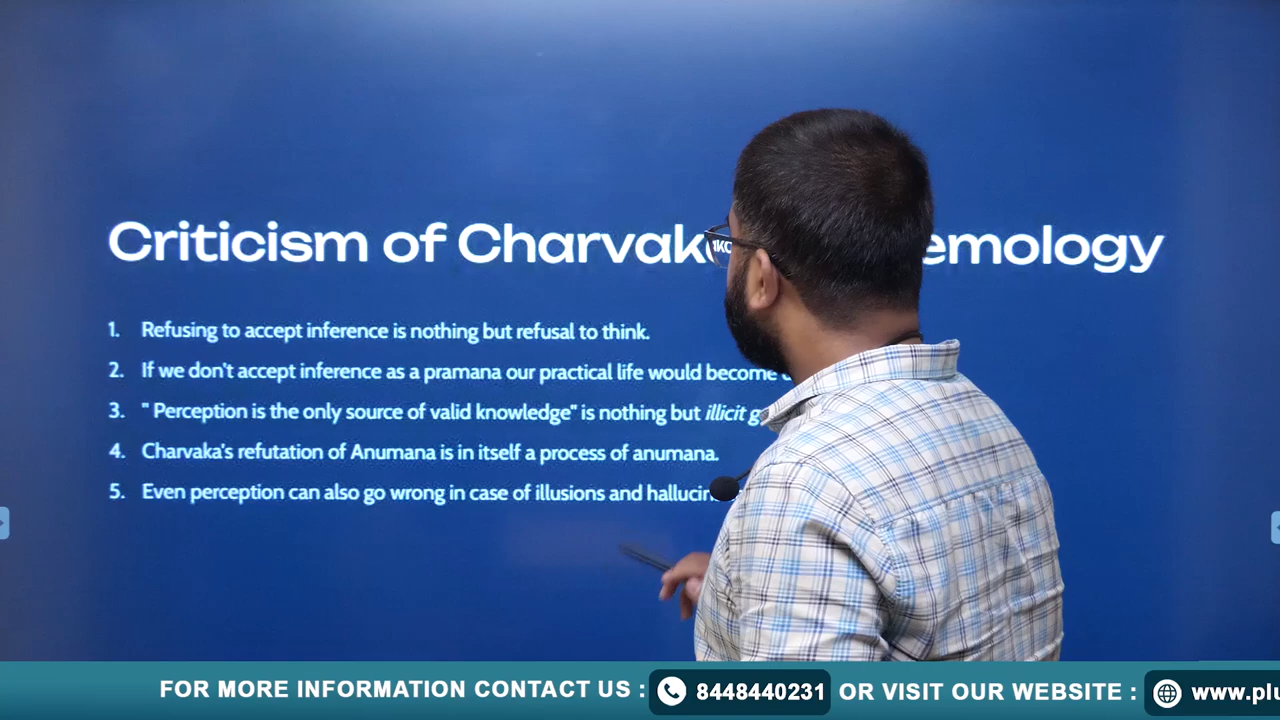 Criticism of Charvaka
1. Refusing to accept inference is nothing but refusal to think.
2. If we don't accept inference as a pramana our practical life would become
3. " Perception is the only source of valid knowledge" is nothing but illicit
4. Charvaka's refutation of Anumana is in itself a process of anumana.
5. Even perception can also go wrong in case of illusions and
FOR MORE INFORMATION CONTACT US : 8448440231 OR VISIT OUR WEBSITE :